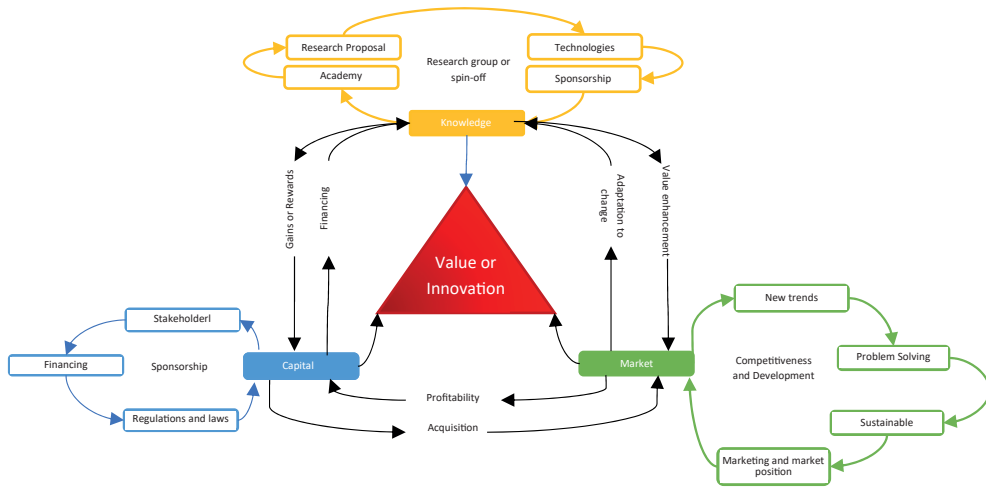 Research Proposal
Technologies
Research group or
spin-off
Academy
Sponsorship
Knowledge
Gains or Rewards
Financing
Adaptation to
change
Value enhancement
Value or
Innovation
Stakeholderl
New trends
Financing
Sponsorship
Capital
Market
Competitiveness
and Development
Problem Solving
Profitability
Regulations and laws
Acquisition
Sustainable
Marketing and market
position